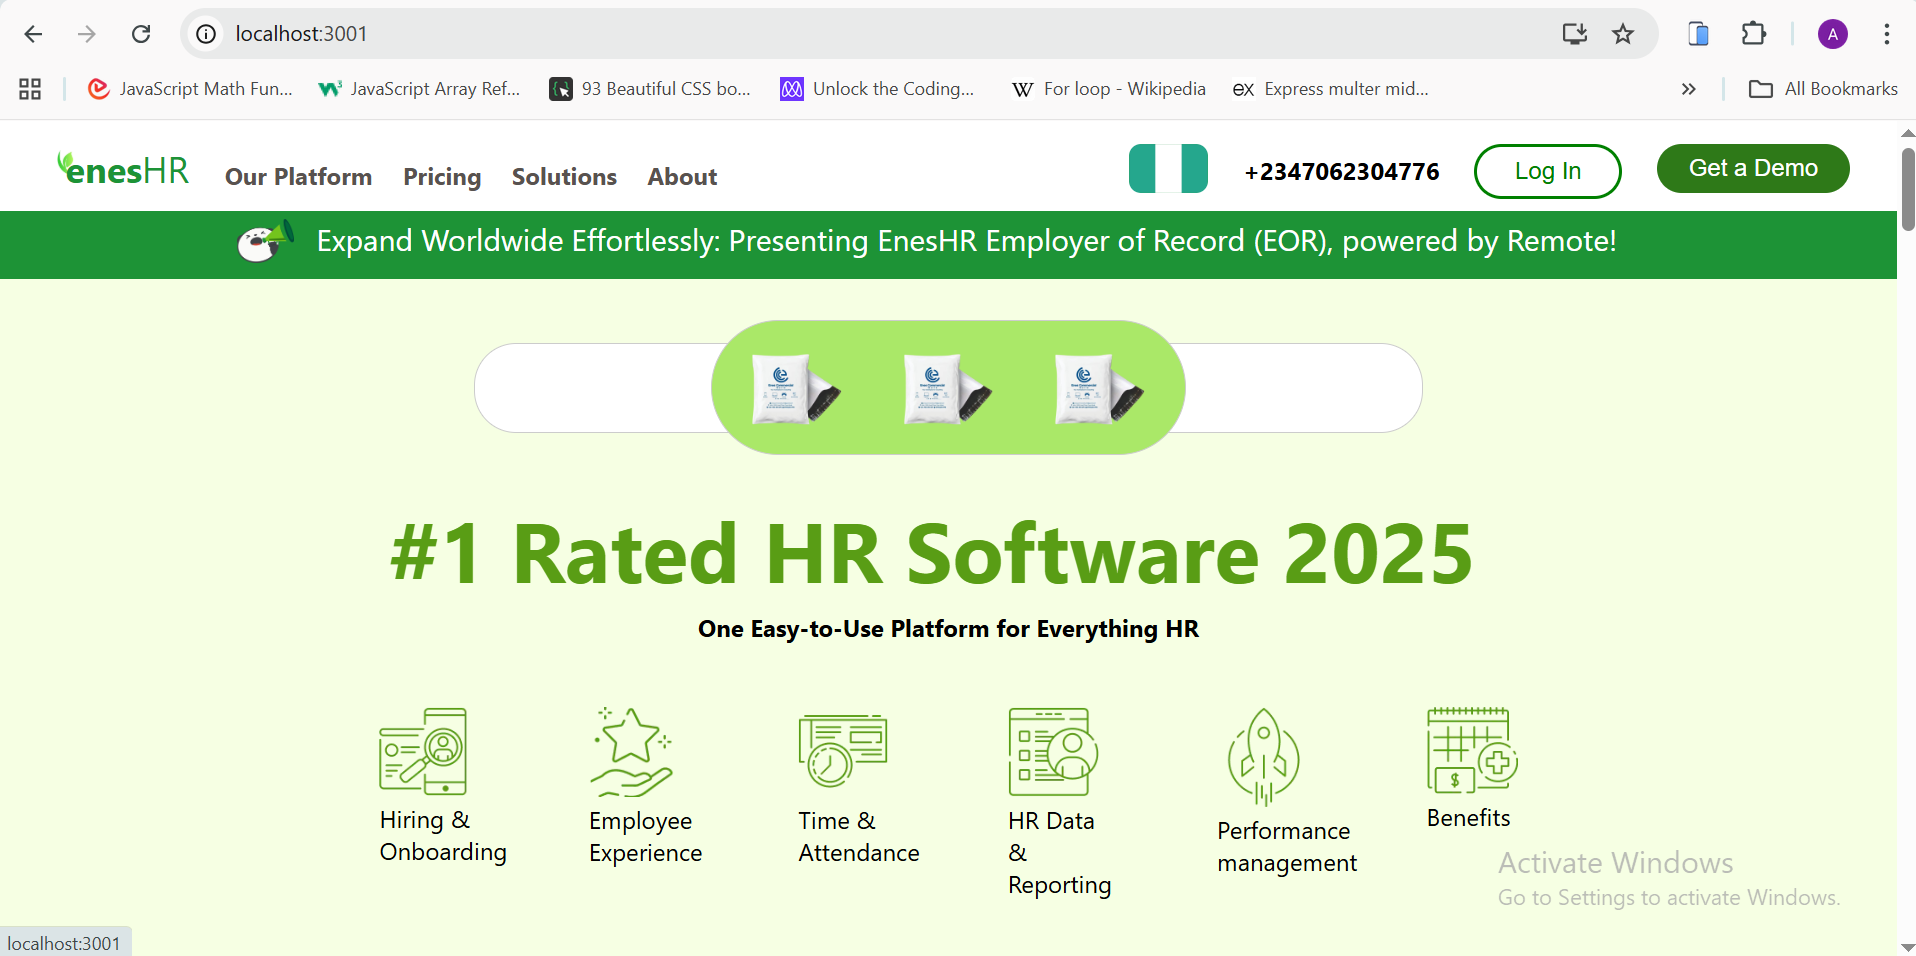 localhost:3001
A
JavaScript Math Fun...
JavaScript Array Ref...
93 Beautiful CSS bo...
Unlock the Coding...
W For loop - Wikipedia
ex Express multer mid...
All Bookmarks
enesHR
Our Platform
Pricing
Solutions
About
+2347062304776
Log In
Get a Demo
Expand Worldwide Effortlessly: Presenting EnesHR Employer of Record (EOR), powered by Remote!
#1 Rated HR Software 2025
One Easy-to-Use Platform for Everything HR
Hiring &
Onboarding
Employee
Experience
Time &
Attendance
HR Data
&
Reporting
Performance
management
Benefits
Activate Windows
Go to Settings to activate Windows.
localhost:3001